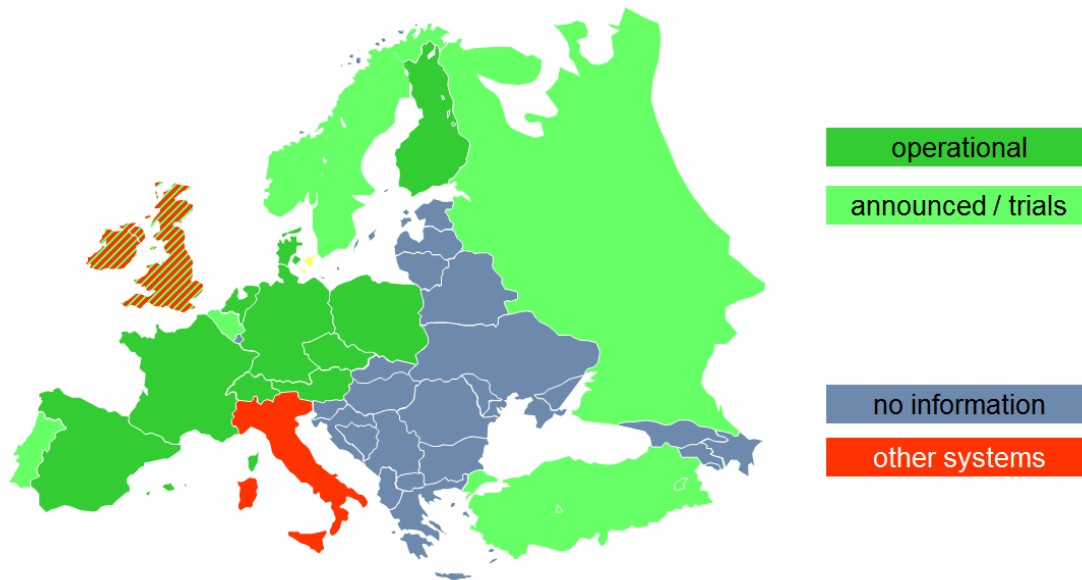 operational
announced / trials
no information
other systems